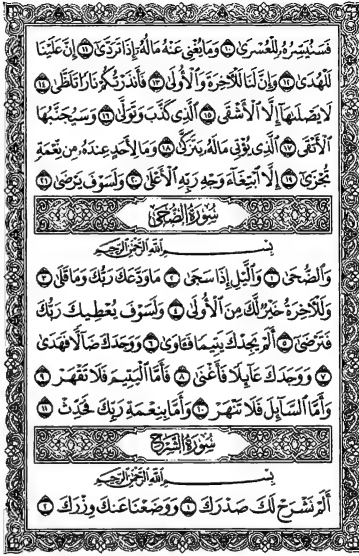 فَسَنُيَسِّرُهُۥ لِلْعُسْرَىٰ ١٠ وَمَا يُغْنِى عَنْهُ مَالُهُۥٓ إِذَا تَرَدَّىٰٓ ١١ إِنَّ عَلَيْنَا
لَلْهُدَىٰ ١٢ وَإِنَّ لَنَا لَلْـَٔاخِرَةَ وَٱلْأُولَىٰ ١٣ فَأَنذَرْتُكُمْ نَارًا تَلَظَّىٰ ١٤
لَا يَصْلَىٰهَآ إِلَّا ٱلْأَشْقَى ١٥ ٱلَّذِى كَذَّبَ وَتَوَلَّىٰ ١٦ وَسَيُجَنَّبُهَا
ٱلْأَتْقَى ١٧ ٱلَّذِى يُؤْتِى مَالَهُۥ يَتَزَكَّىٰ ١٨ وَمَا لِأَحَدٍ عِندَهُۥ مِن نِّعْمَةٍ
تُجْزَىٰٓ ١٩ إِلَّا ٱبْتِغَآءَ وَجْهِ رَبِّهِ ٱلْأَعْلَىٰ ٢٠ وَلَسَوْفَ يَرْضَىٰ ٢١
سُورَةُ الضُّحَىٰ
بِسْمِ ٱللَّهِ ٱلرَّحْمَٰنِ ٱلرَّحِيمِ
وَٱلضُّحَىٰ ١ وَٱلَّيْلِ إِذَا سَجَىٰ ٢ مَا وَدَّعَكَ رَبُّكَ وَمَا قَلَىٰ ٣
وَلَلْـَٔاخِرَةُ خَيْرٌ لَّكَ مِنَ ٱلْأُولَىٰ ٤ وَلَسَوْفَ يُعْطِيكَ رَبُّكَ
فَتَرْضَىٰٓ ٥ أَلَمْ يَجِدْكَ يَتِيمًا فَـَٔاوَىٰ ٦ وَوَجَدَكَ ضَآلًّا فَهَدَىٰ
٧ وَوَجَدَكَ عَآئِلًا فَأَغْنَىٰ ٨ فَأَمَّا ٱلْيَتِيمَ فَلَا تَقْهَرْ ٩
وَأَمَّا ٱلسَّآئِلَ فَلَا تَنْهَرْ ١٠ وَأَمَّا بِنِعْمَةِ رَبِّكَ فَحَدِّثْ ١١
سُورَةُ الشَّرْحِ
بِسْمِ ٱللَّهِ ٱلرَّحْمَٰنِ ٱلرَّحِيمِ
أَلَمْ نَشْرَحْ لَكَ صَدْرَكَ ١ وَوَضَعْنَا عَنكَ وِزْرَكَ ٢